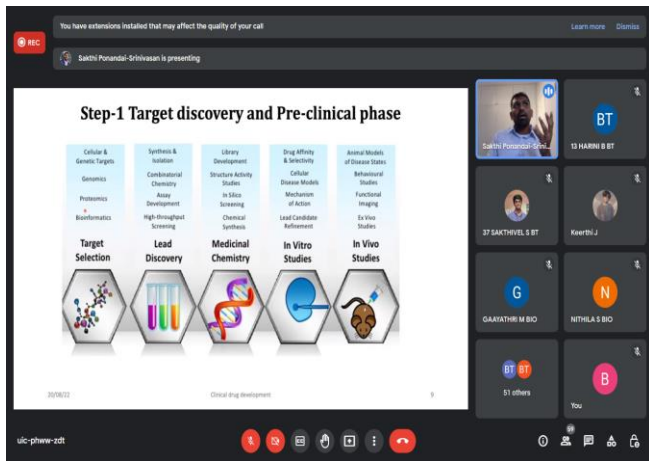 You have extensions installed that may affect the quality of your call
Learn more
Dismiss
REC
Sakthi Ponandai-Srinivasan is presenting
Step-1 Target discovery and Pre-clinical phase
Cellular &
Genetic Targets
Genomics
Proteomics
Bioinformatics
Target
Selection
Synthesis &
Isolation
Combinatorial
Chemistry
Assay
Development
High-throughput
Screening
Lead
Discovery
Library
Development
Structure Activity
Studies
In Silico
Screening
Chemical
Synthesis
Medicinal
Chemistry
Drug Affinity
& Selectivity
Cellular
Disease Models
Mechanism
of Action
Lead Candidate
Refinement
In Vitro
Studies
Animal Models
of Disease States
Behavioural
Studies
Functional
Imaging
Ex Vivo
Studies
In Vivo
Studies
20/08/22
Clinical drug development
9
Sakthi Ponandai-Srini...
BT
13 HARINI B BT
37 SAKTHIVEL S BT
Keerthi J
G
GAAYATHRI M BIO
N
NITHILA S BIO
BT BT
51 others
B
You
uic-phww-zdt